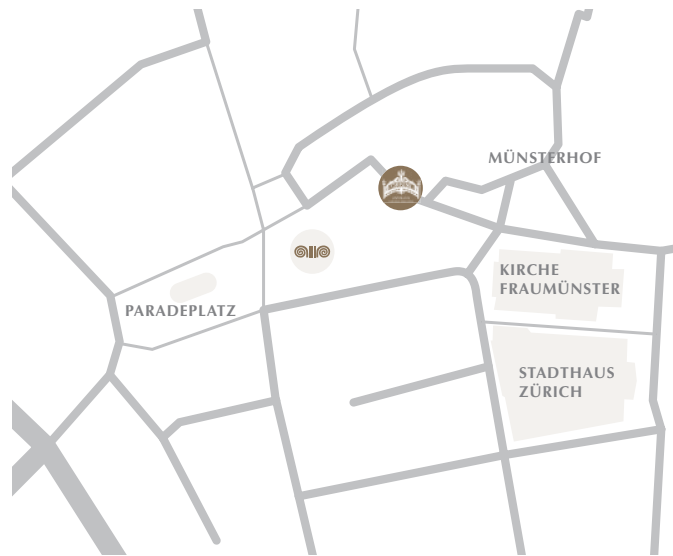 MÜNSTERHOF
KIRCHE
FRAUMÜNSTER
PARADEPLATZ
STADTHAUS
ZÜRICH